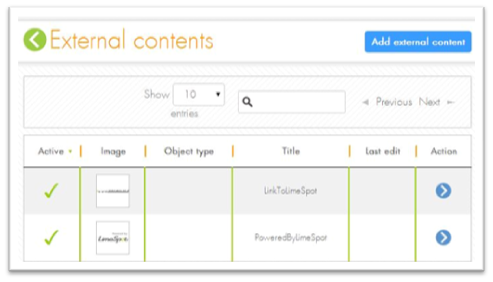 External contents
Add external content
Show 10 entries
Previous Next
Active Image Object type Title Last edit Action
LinkToLimeSpot
LimeSpot PoweredByLimeSpot